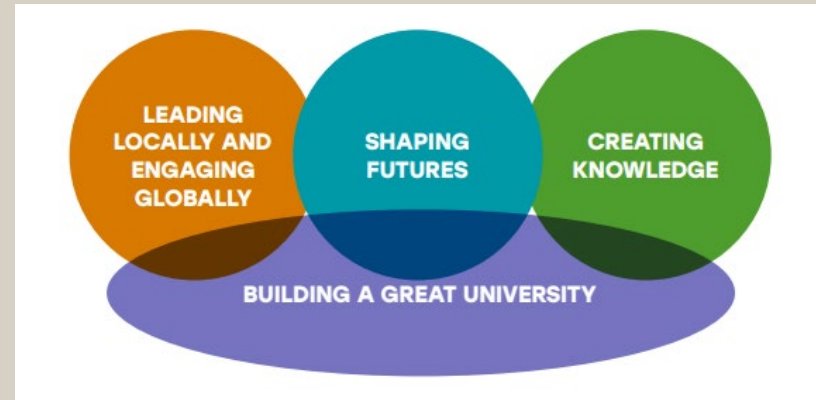 LEADING
LOCALLY AND
ENGAGING
GLOBALLY
SHAPING
FUTURES
CREATING
KNOWLEDGE
BUILDING A GREAT UNIVERSITY